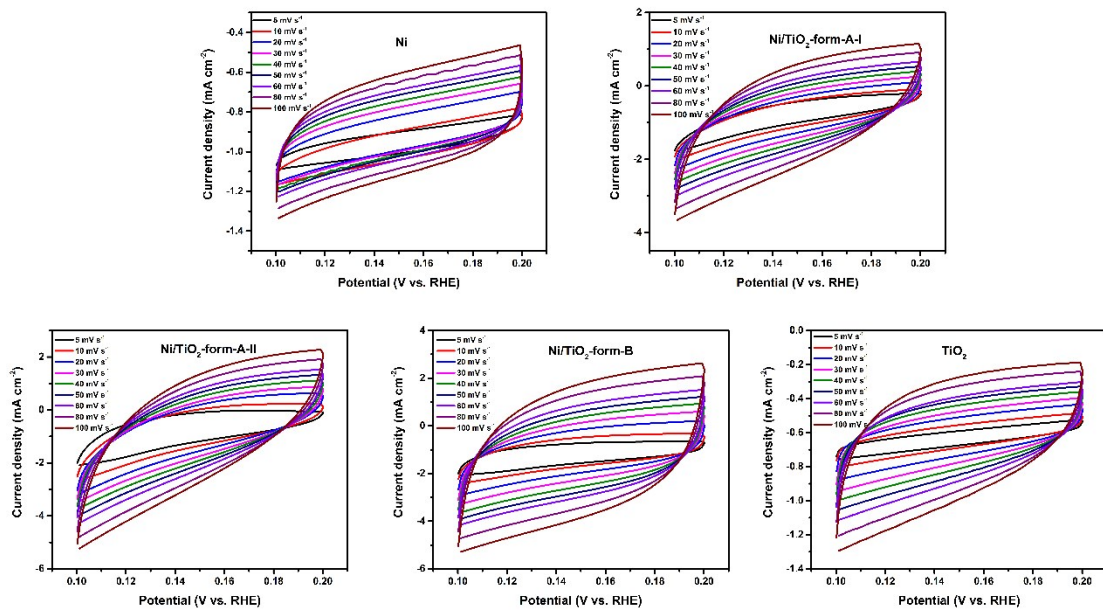 Ni
5 mV s⁻¹
10 mV s⁻¹
20 mV s⁻¹
30 mV s⁻¹
40 mV s⁻¹
50 mV s⁻¹
60 mV s⁻¹
80 mV s⁻¹
100 mV s⁻¹
Current density (mA cm⁻²)
-0.4
-0.6
-0.8
-1.0
-1.2
-1.4
0.10 0.12 0.14 0.16 0.18 0.20
Potential (V vs. RHE)
Ni/TiO₂-form-A-I
5 mV s⁻¹
10 mV s⁻¹
20 mV s⁻¹
30 mV s⁻¹
40 mV s⁻¹
50 mV s⁻¹
60 mV s⁻¹
80 mV s⁻¹
100 mV s⁻¹
Current density (mA cm⁻²)
2
0
-2
-4
0.10 0.12 0.14 0.16 0.18 0.20
Potential (V vs. RHE)
Ni/TiO₂-form-A-II
5 mV s⁻¹
10 mV s⁻¹
20 mV s⁻¹
30 mV s⁻¹
40 mV s⁻¹
50 mV s⁻¹
60 mV s⁻¹
80 mV s⁻¹
100 mV s⁻¹
Current density (mA cm⁻²)
2
0
-2
-4
-6
0.10 0.12 0.14 0.16 0.18 0.20
Potential (V vs. RHE)
Ni/TiO₂-form-B
5 mV s⁻¹
10 mV s⁻¹
20 mV s⁻¹
30 mV s⁻¹
40 mV s⁻¹
50 mV s⁻¹
60 mV s⁻¹
80 mV s⁻¹
100 mV s⁻¹
Current density (mA cm⁻²)
4
2
0
-2
-4
-6
0.10 0.12 0.14 0.16 0.18 0.20
Potential (V vs. RHE)
TiO₂
5 mV s⁻¹
10 mV s⁻¹
20 mV s⁻¹
30 mV s⁻¹
40 mV s⁻¹
50 mV s⁻¹
60 mV s⁻¹
80 mV s⁻¹
100 mV s⁻¹
Current density (mA cm⁻²)
0.0
-0.2
-0.4
-0.6
-0.8
-1.0
-1.2
-1.4
0.10 0.12 0.14 0.16 0.18 0.20
Potential (V vs. RHE)